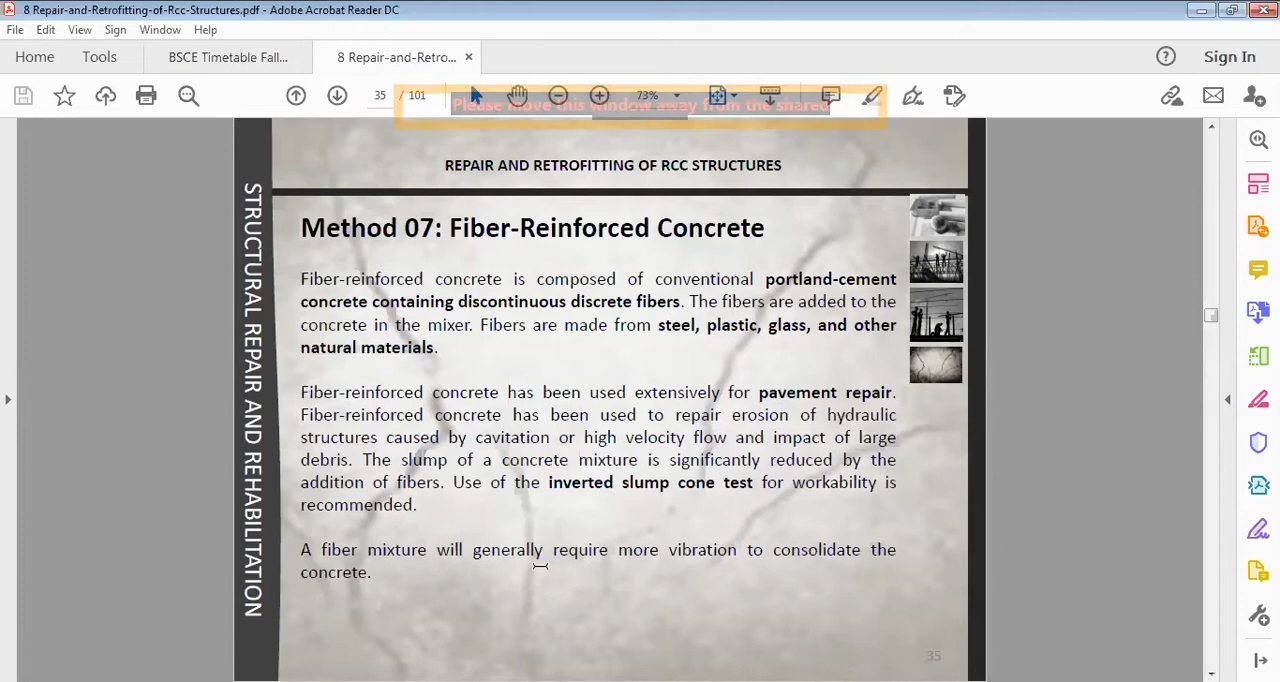 8 Repair-and-Retrofitting-of-Rcc-Structures.pdf - Adobe Acrobat Reader DC
File Edit View Sign Window Help
Home Tools BSCE Timetable Fall... 8 Repair-and-Retro... × Sign In
35 / 101 73%
Please move this window away from the shared
REPAIR AND RETROFITTING OF RCC STRUCTURES
STRUCTURAL REPAIR AND REHABILITATION
Method 07: Fiber-Reinforced Concrete
Fiber-reinforced concrete is composed of conventional portland-cement
concrete containing discontinuous discrete fibers. The fibers are added to the
concrete in the mixer. Fibers are made from steel, plastic, glass, and other
natural materials.
Fiber-reinforced concrete has been used extensively for pavement repair.
Fiber-reinforced concrete has been used to repair erosion of hydraulic
structures caused by cavitation or high velocity flow and impact of large
debris. The slump of a concrete mixture is significantly reduced by the
addition of fibers. Use of the inverted slump cone test for workability is
recommended.
A fiber mixture will generally require more vibration to consolidate the
concrete.
35